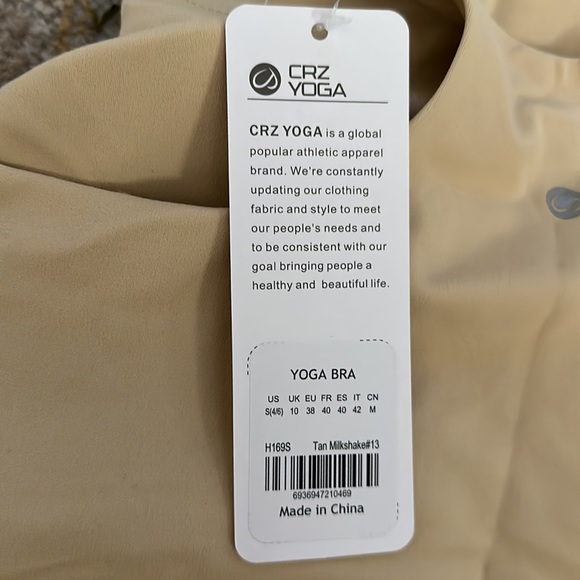 CRZ
YOGA
CRZ YOGA is a global
popular athletic apparel
brand. We're constantly
updating our clothing
fabric and style to meet
our people's needs and
to be consistent with our
goal bringing people a
healthy and beautiful life.
YOGA BRA
US UK EU FR ES IT CN
S(4/6) 10 38 40 40 42 M
H169S Tan Milkshake#13
6936947210469
Made in China